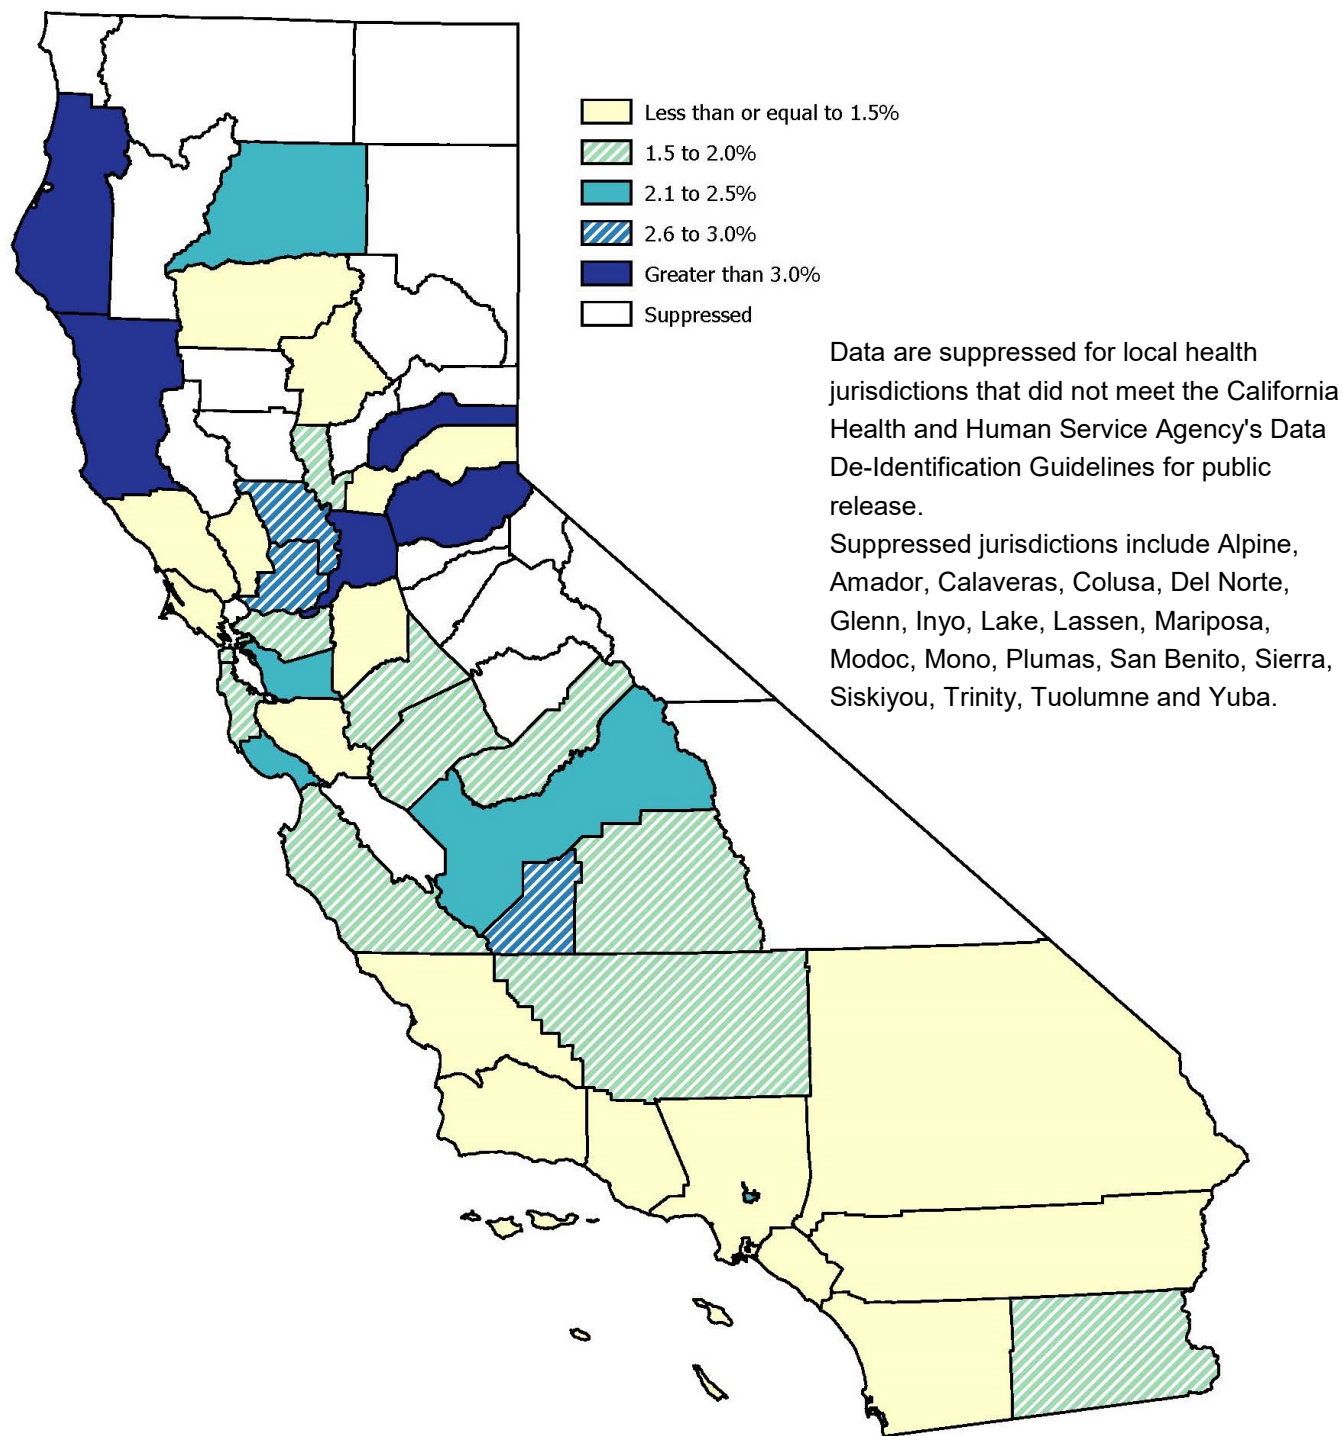 Less than or equal to 1.5%
1.5 to 2.0%
2.1 to 2.5%
2.6 to 3.0%
Greater than 3.0%
Suppressed
Data are suppressed for local health
jurisdictions that did not meet the California
Health and Human Service Agency's Data
De-Identification Guidelines for public
release.
Suppressed jurisdictions include Alpine,
Amador, Calaveras, Colusa, Del Norte,
Glenn, Inyo, Lake, Lassen, Mariposa,
Modoc, Mono, Plumas, San Benito, Sierra,
Siskiyou, Trinity, Tuolumne and Yuba.